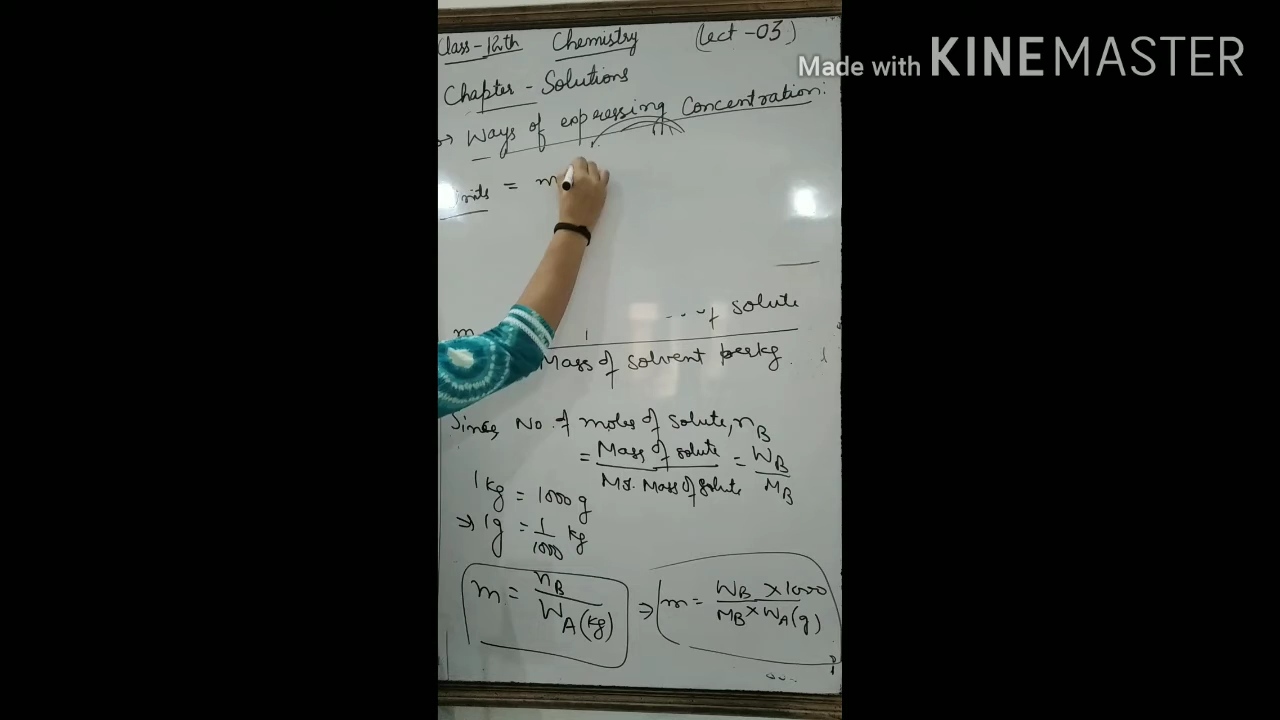 Class-12th Chemistry (Lect-03)
Made with KINEMASTER
Chapter - Solutions
Ways of expressing Concentration:
= m
of solute
m
Mass of solvent per kg
Since, No. of moles of solute, nB
= Mass of solute / Mr. Mass of solute = WB / MB
1 kg = 1000 g
⇒ 1g = 1/1000 kg
m = nB / WA(kg) ⇒ m = WB × 1000 / MB × WA(g)